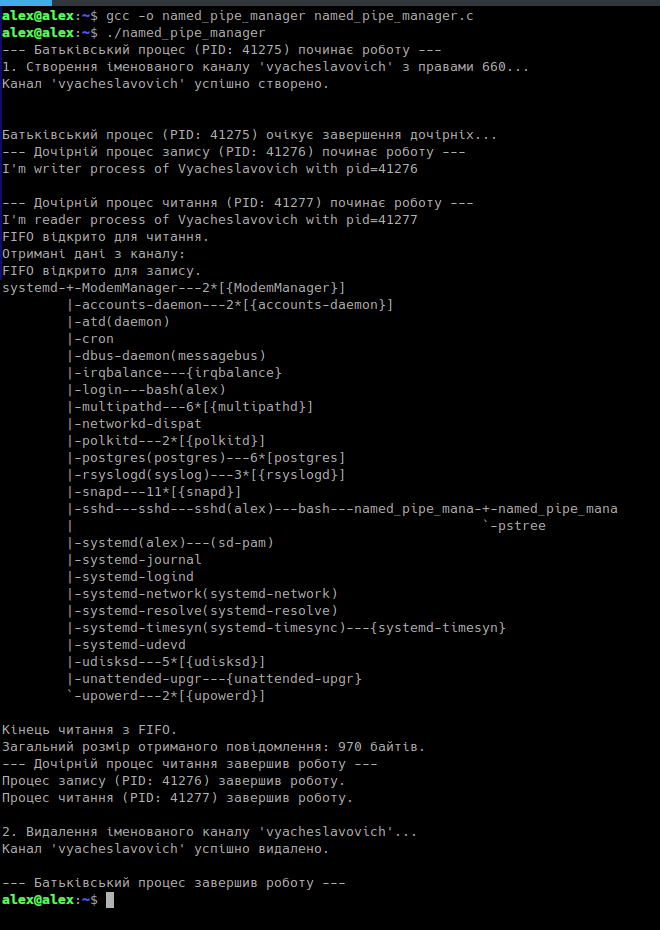 alex@alex:~$ gcc -o named_pipe_manager named_pipe_manager.c
alex@alex:~$ ./named_pipe_manager
--- Батьківський процес (PID: 41275) починає роботу ---
1. Створення іменованого каналу 'vyacheslavovich' з правами 660...
Канал 'vyacheslavovich' успішно створено.
Батьківський процес (PID: 41275) очікує завершення дочірніх...
--- Дочірній процес запису (PID: 41276) починає роботу ---
I'm writer process of Vyacheslavovich with pid=41276
--- Дочірній процес читання (PID: 41277) починає роботу ---
I'm reader process of Vyacheslavovich with pid=41277
FIFO відкрито для читання.
Отримані дані з каналу:
FIFO відкрито для запису.
systemd-+-ModemManager---2*[{ModemManager}]
        |-accounts-daemon---2*[{accounts-daemon}]
        |-atd(daemon)
        |-cron
        |-dbus-daemon(messagebus)
        |-irqbalance---{irqbalance}
        |-login---bash(alex)
        |-multipathd---6*[{multipathd}]
        |-networkd-dispat
        |-polkitd---2*[{polkitd}]
        |-postgres(postgres)---6*[postgres]
        |-rsyslogd(syslog)---3*[{rsyslogd}]
        |-snapd---11*[{snapd}]
        |-sshd---sshd---sshd(alex)---bash---named_pipe_mana-+-named_pipe_mana
        |                                                   `-pstree
        |-systemd(alex)---(sd-pam)
        |-systemd-journal
        |-systemd-logind
        |-systemd-network(systemd-network)
        |-systemd-resolve(systemd-resolve)
        |-systemd-timesyn(systemd-timesync)---{systemd-timesyn}
        |-systemd-udevd
        |-udisksd---5*[{udisksd}]
        |-unattended-upgr---{unattended-upgr}
        `-upowerd---2*[{upowerd}]
Кінець читання з FIFO.
Загальний розмір отриманого повідомлення: 970 байтів.
--- Дочірній процес читання завершив роботу ---
Процес запису (PID: 41276) завершив роботу.
Процес читання (PID: 41277) завершив роботу.
2. Видалення іменованого каналу 'vyacheslavovich'...
Канал 'vyacheslavovich' успішно видалено.
--- Батьківський процес завершив роботу ---
alex@alex:~$